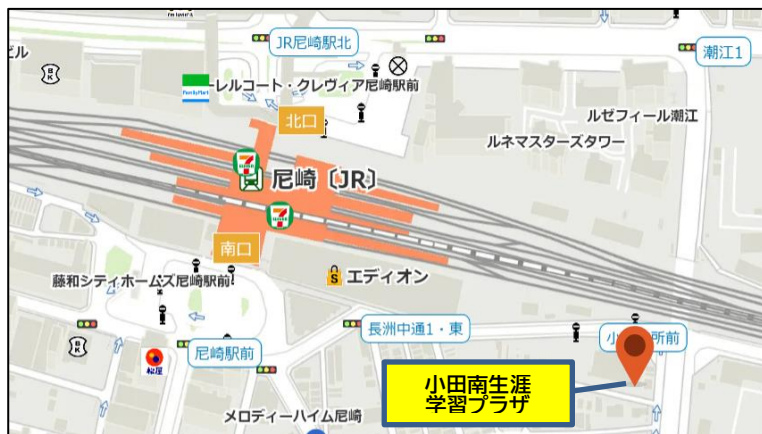 JR尼崎駅北
潮江1
ビル
BK
FamilyMart
ーレルコート・クレヴィア尼崎駅前
北口
ルゼフィール潮江
ルネマスターズタワー
尼崎〔JR〕
南口
藤和シティホームズ尼崎駅前
エディオン
長洲中通1・東
BK
尼崎駅前
松屋
小田南生涯
学習プラザ
メロディーハイム尼崎